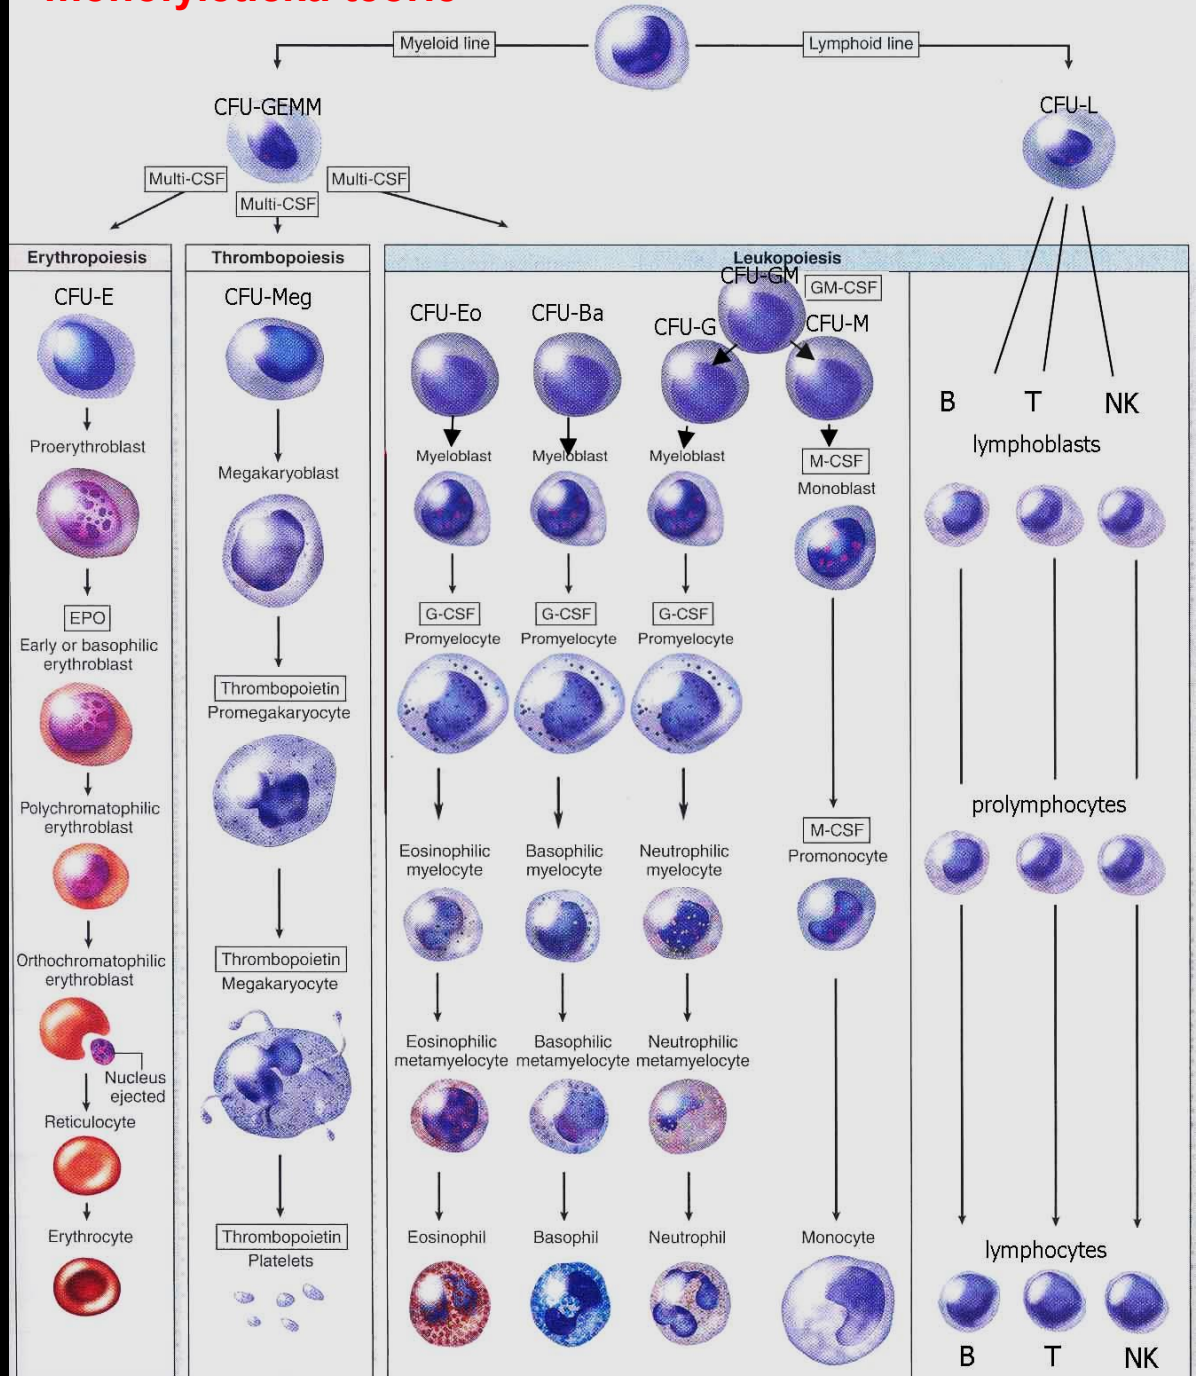 Myeloid line
Lymphoid line
CFU-GEMM
CFU-L
Multi-CSF
Multi-CSF
Multi-CSF
Erythropoiesis
CFU-E
Proerythroblast
EPO
Early or basophilic
erythroblast
Polychromatophilic
erythroblast
Orthochromatophilic
erythroblast
Nucleus
ejected
Reticulocyte
Erythrocyte
Thrombopoiesis
CFU-Meg
Megakaryoblast
Thrombopoietin
Promegakaryocyte
Thrombopoietin
Megakaryocyte
Thrombopoietin
Platelets
Leukopoiesis
CFU-GM
GM-CSF
CFU-Eo
CFU-Ba
CFU-G
CFU-M
Myeloblast
Myeloblast
Myeloblast
M-CSF
Monoblast
G-CSF
G-CSF
G-CSF
Promyelocyte
Promyelocyte
Promyelocyte
Eosinophilic
myelocyte
Basophilic
myelocyte
Neutrophilic
myelocyte
M-CSF
Promonocyte
Eosinophilic
metamyelocyte
Basophilic
metamyelocyte
Neutrophilic
metamyelocyte
Eosinophil
Basophil
Neutrophil
Monocyte
B
T
NK
lymphoblasts
prolymphocytes
lymphocytes
B
T
NK